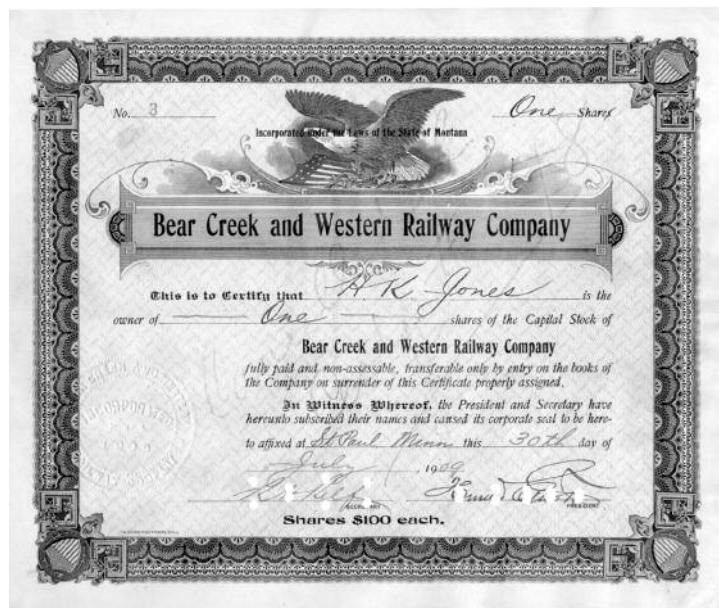 No. 3
One Shares
Incorporated under the Laws of the State of Montana
Bear Creek and Western Railway Company
This is to Certify that H. K. Jones is the
owner of One shares of the Capital Stock of
Bear Creek and Western Railway Company
fully paid and non-assessable, transferable only by entry on the books of
the Company on surrender of this Certificate properly assigned.
In Witness Whereof, the President and Secretary have
hereunto subscribed their names and caused its corporate seal to be here-
to affixed at St Paul Minn this 30th day of
July 1909
SECRETARY
PRESIDENT
Shares $100 each.